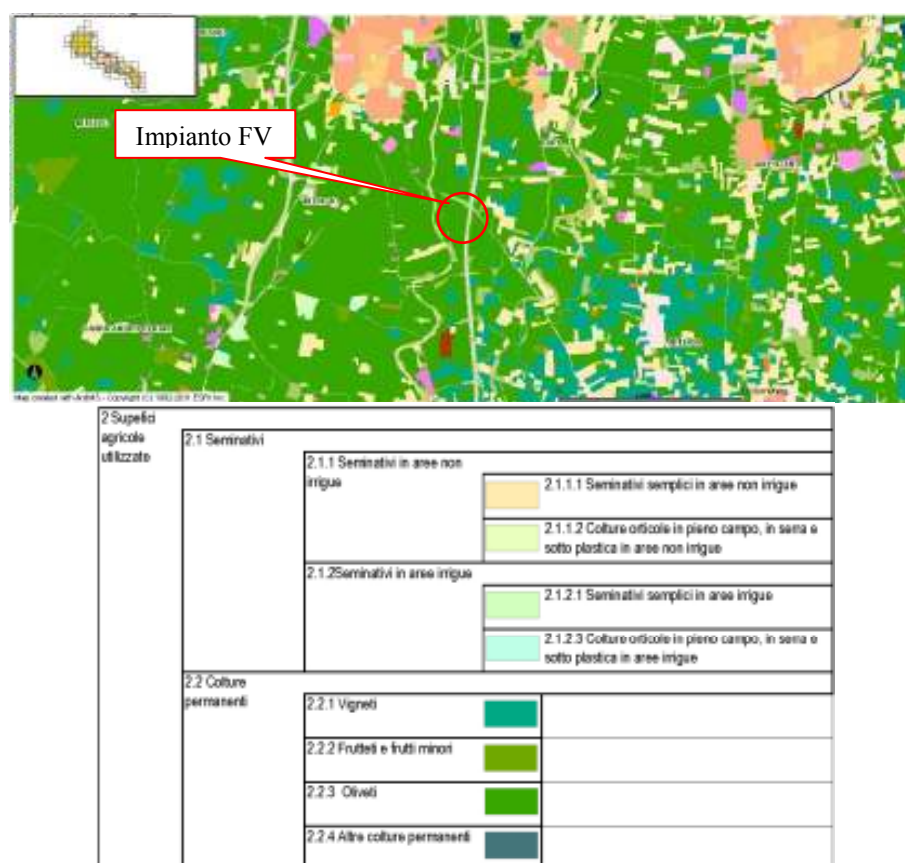 Impianto FV
2 Supefici
agricole
utilizzate
2.1 Seminativi
2.1.1 Seminativi in aree non
irrigue
2.1.1.1 Seminativi semplici in aree non irrigue
2.1.1.2 Colture orticole in pieno campo, in serra e
sotto plastica in aree non irrigue
2.1.2Seminativi in aree irrigue
2.1.2.1 Seminativi semplici in aree irrigue
2.1.2.3 Colture orticole in pieno campo, in serra e
sotto plastica in aree irrigue
2.2 Colture
permanenti
2.2.1 Vigneti
2.2.2 Frutteti e frutti minori
2.2.3 Oliveti
2.2.4 Altre colture permanenti